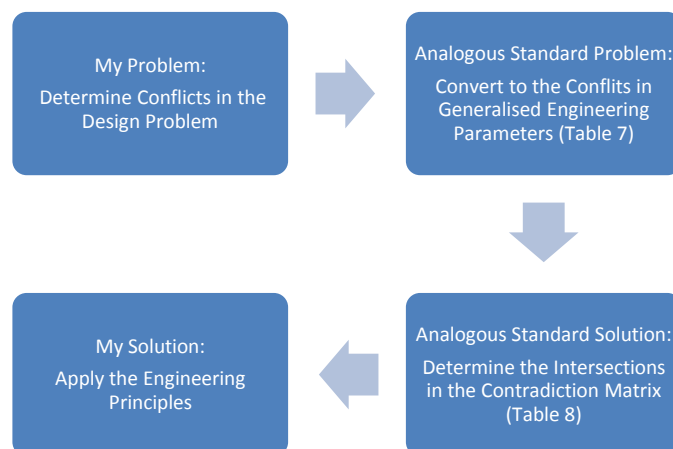 My Problem:
Determine Conflicts in the
Design Problem
Analogous Standard Problem:
Convert to the Conflits in
Generalised Engineering
Parameters (Table 7)
Analogous Standard Solution:
Determine the Intersections
in the Contradiction Matrix
(Table 8)
My Solution:
Apply the Engineering
Principles